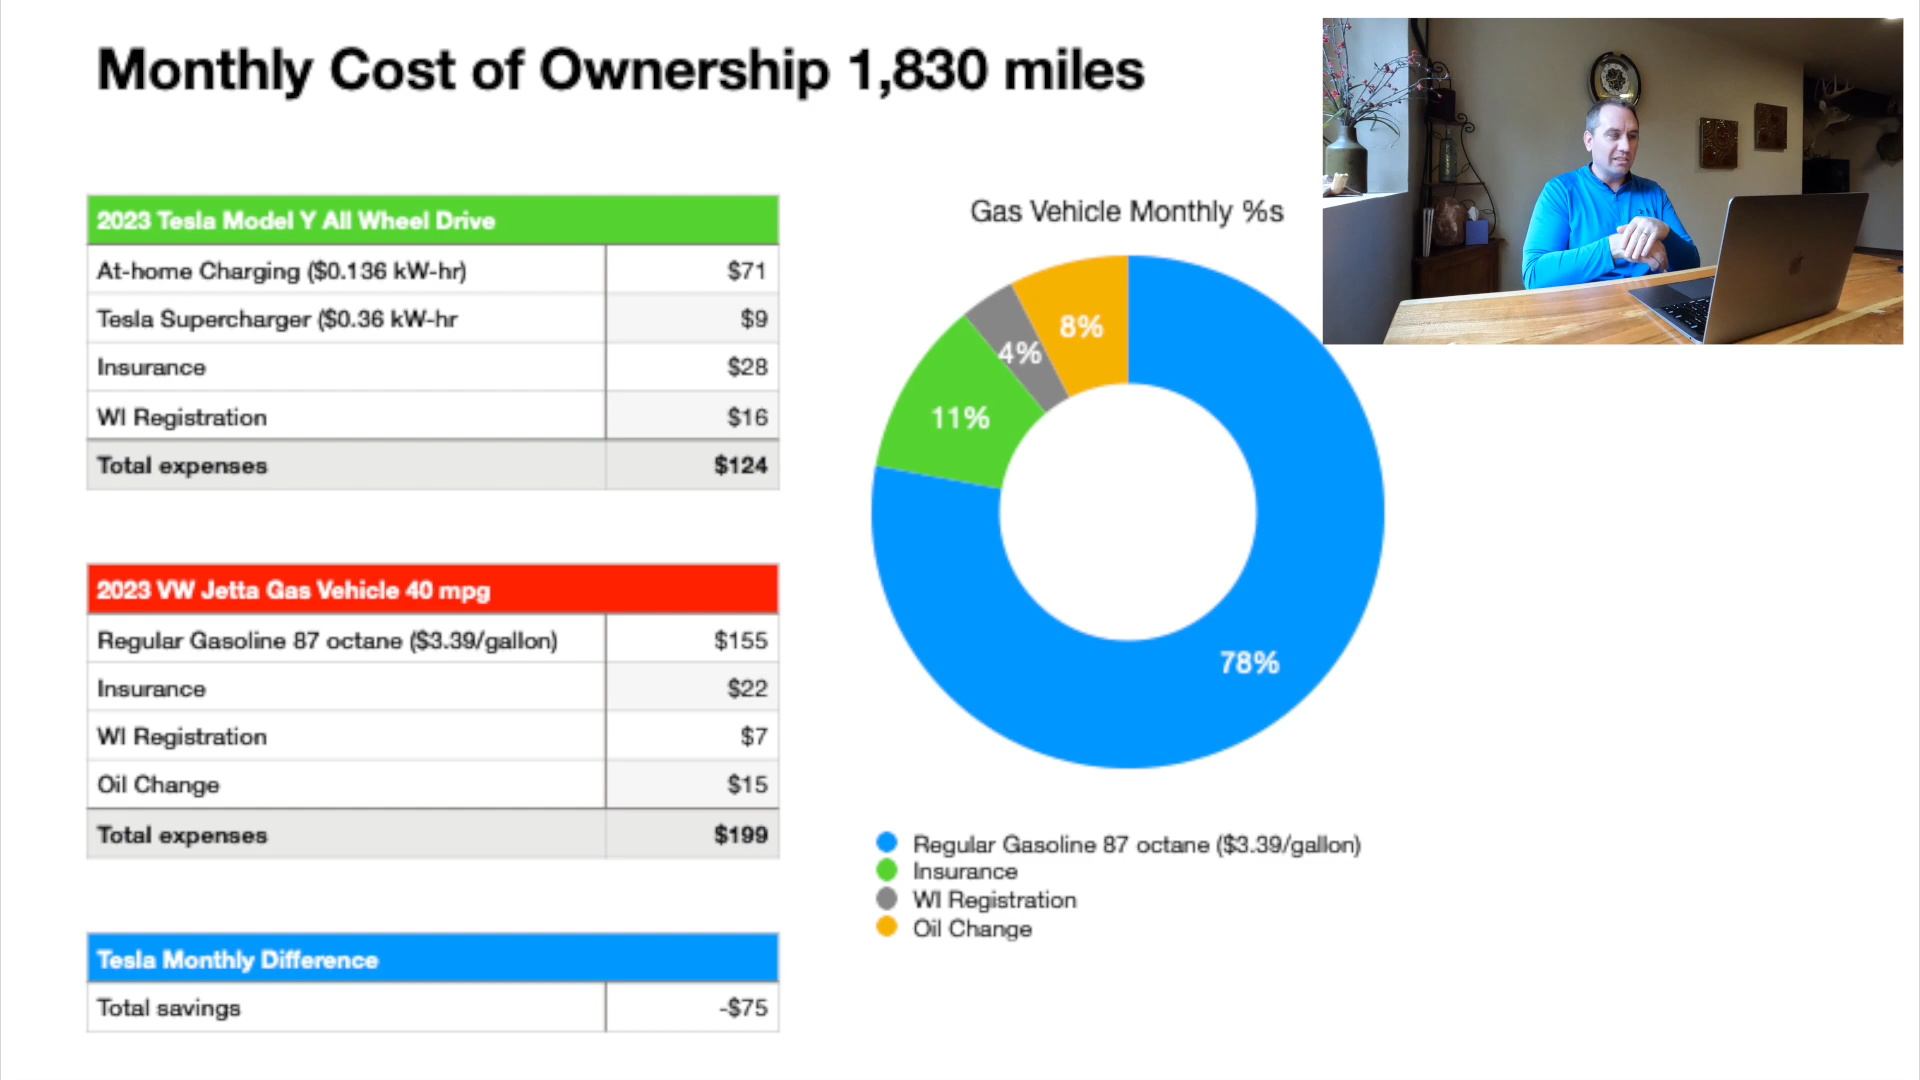 Monthly Cost of Ownership 1,830 miles
2023 Tesla Model Y All Wheel Drive
At-home Charging ($0.136 kW-hr) $71
Tesla Supercharger ($0.36 kW-hr $9
Insurance $28
WI Registration $16
Total expenses $124
2023 VW Jetta Gas Vehicle 40 mpg
Regular Gasoline 87 octane ($3.39/gallon) $155
Insurance $22
WI Registration $7
Oil Change $15
Total expenses $199
Tesla Monthly Difference
Total savings -$75
Gas Vehicle Monthly %s
8%
4%
11%
78%
Regular Gasoline 87 octane ($3.39/gallon)
Insurance
WI Registration
Oil Change